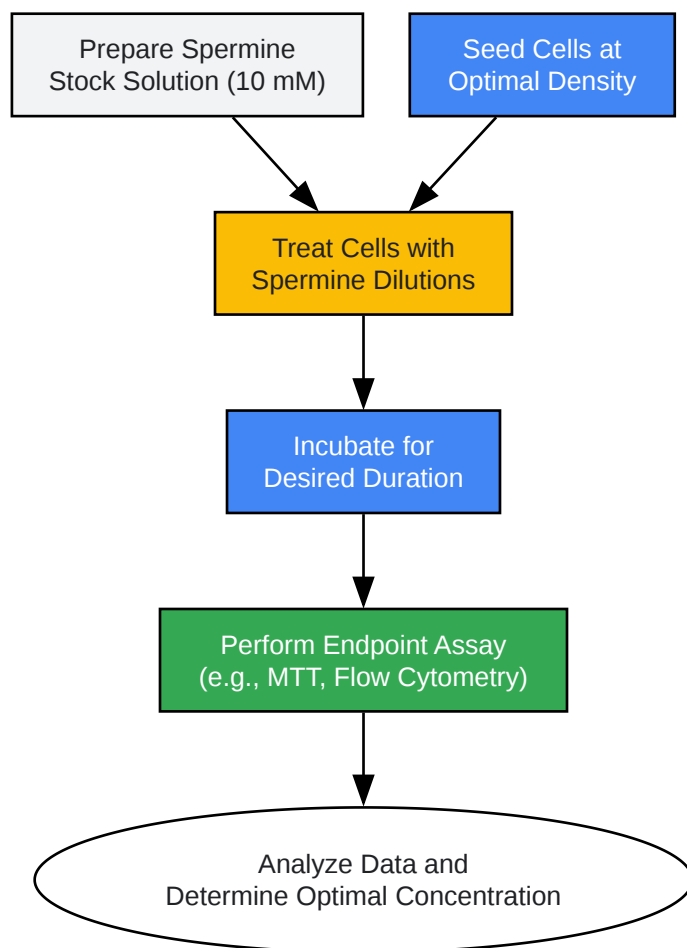 Prepare Spermine
Stock Solution (10 mM)
Seed Cells at
Optimal Density
Treat Cells with
Spermine Dilutions
Incubate for
Desired Duration
Perform Endpoint Assay
(e.g., MTT, Flow Cytometry)
Analyze Data and
Determine Optimal Concentration